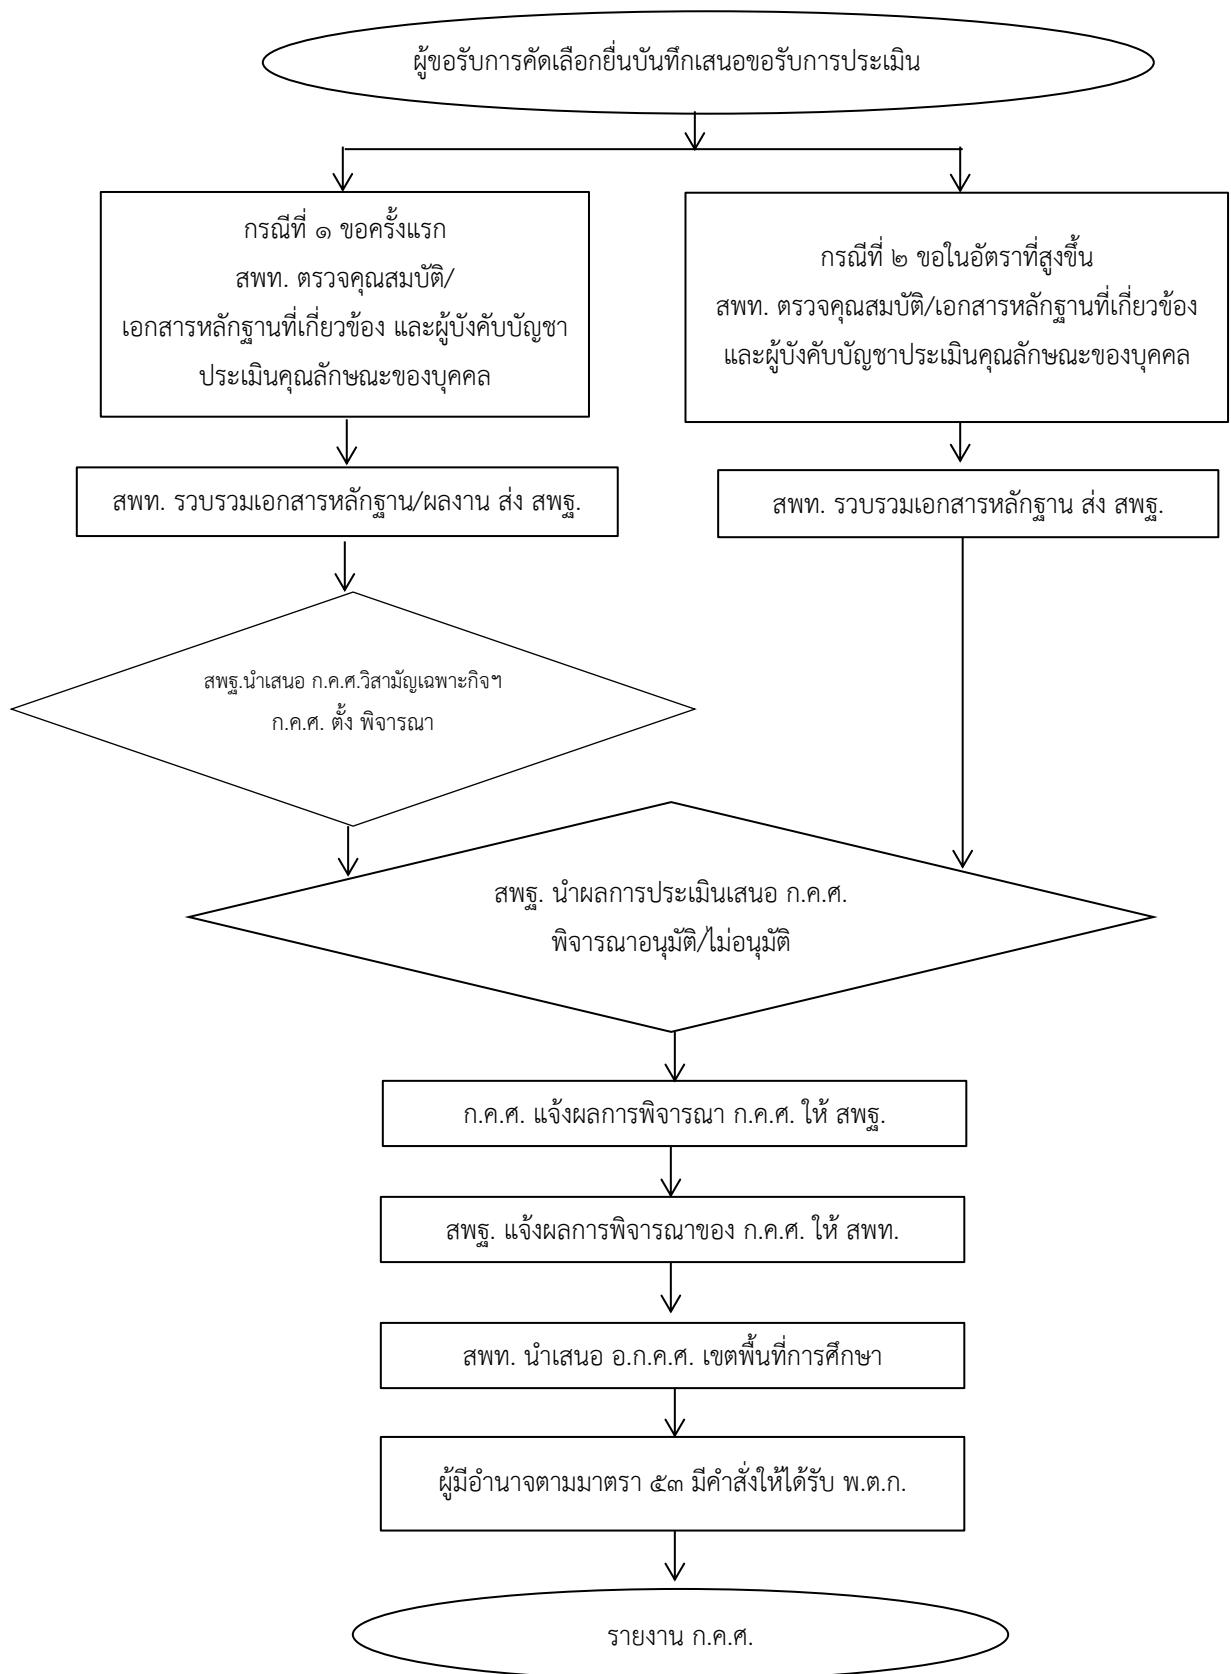 ผู้ขอรับการคัดเลือกยื่นบันทึกเสนอขอรับการประเมิน
กรณีที่ ๑ ขอครั้งแรก
สพท. ตรวจคุณสมบัติ/
เอกสารหลักฐานที่เกี่ยวข้อง และผู้บังคับบัญชา
ประเมินคุณลักษณะของบุคคล
กรณีที่ ๒ ขอในอัตราที่สูงขึ้น
สพท. ตรวจคุณสมบัติ/เอกสารหลักฐานที่เกี่ยวข้อง
และผู้บังคับบัญชาประเมินคุณลักษณะของบุคคล
สพท. รวบรวมเอกสารหลักฐาน/ผลงาน ส่ง สพฐ.
สพท. รวบรวมเอกสารหลักฐาน ส่ง สพฐ.
สพฐ.นำเสนอ ก.ค.ศ.วิสามัญเฉพาะกิจฯ
ก.ค.ศ. ตั้ง พิจารณา
สพฐ. นำผลการประเมินเสนอ ก.ค.ศ.
พิจารณาอนุมัติ/ไม่อนุมัติ
ก.ค.ศ. แจ้งผลการพิจารณา ก.ค.ศ. ให้ สพฐ.
สพฐ. แจ้งผลการพิจารณาของ ก.ค.ศ. ให้ สพท.
สพท. นำเสนอ อ.ก.ค.ศ. เขตพื้นที่การศึกษา
ผู้มีอำนาจตามมาตรา ๕๓ มีคำสั่งให้ได้รับ พ.ต.ก.
รายงาน ก.ค.ศ.